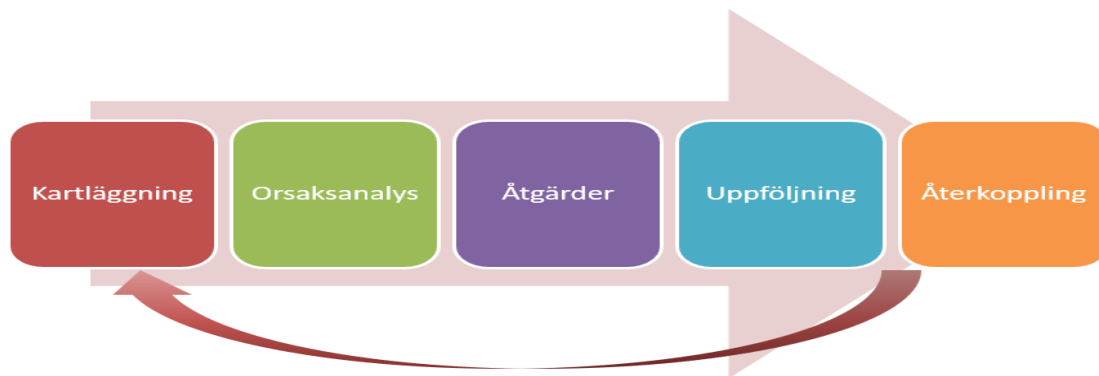 Kartläggning
Orsaksanalys
Åtgärder
Uppföljning
Återkoppling